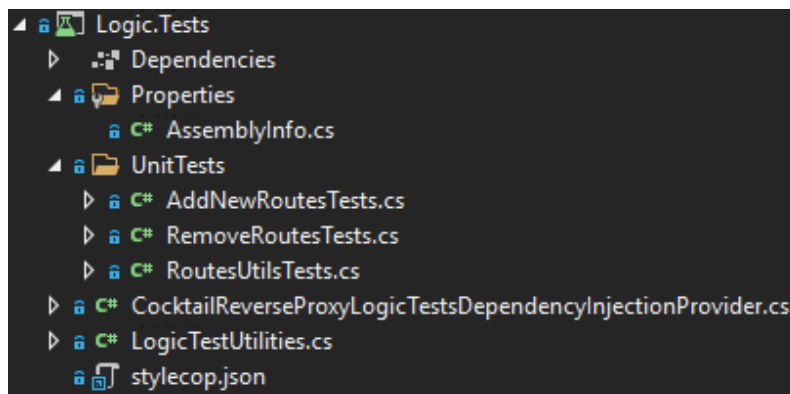 Logic.Tests
Dependencies
Properties
C# AssemblyInfo.cs
UnitTests
C# AddNewRoutesTests.cs
C# RemoveRoutesTests.cs
C# RoutesUtilsTests.cs
C# CocktailReverseProxyLogicTestsDependencyInjectionProvider.cs
C# LogicTestUtilities.cs
stylecop.json